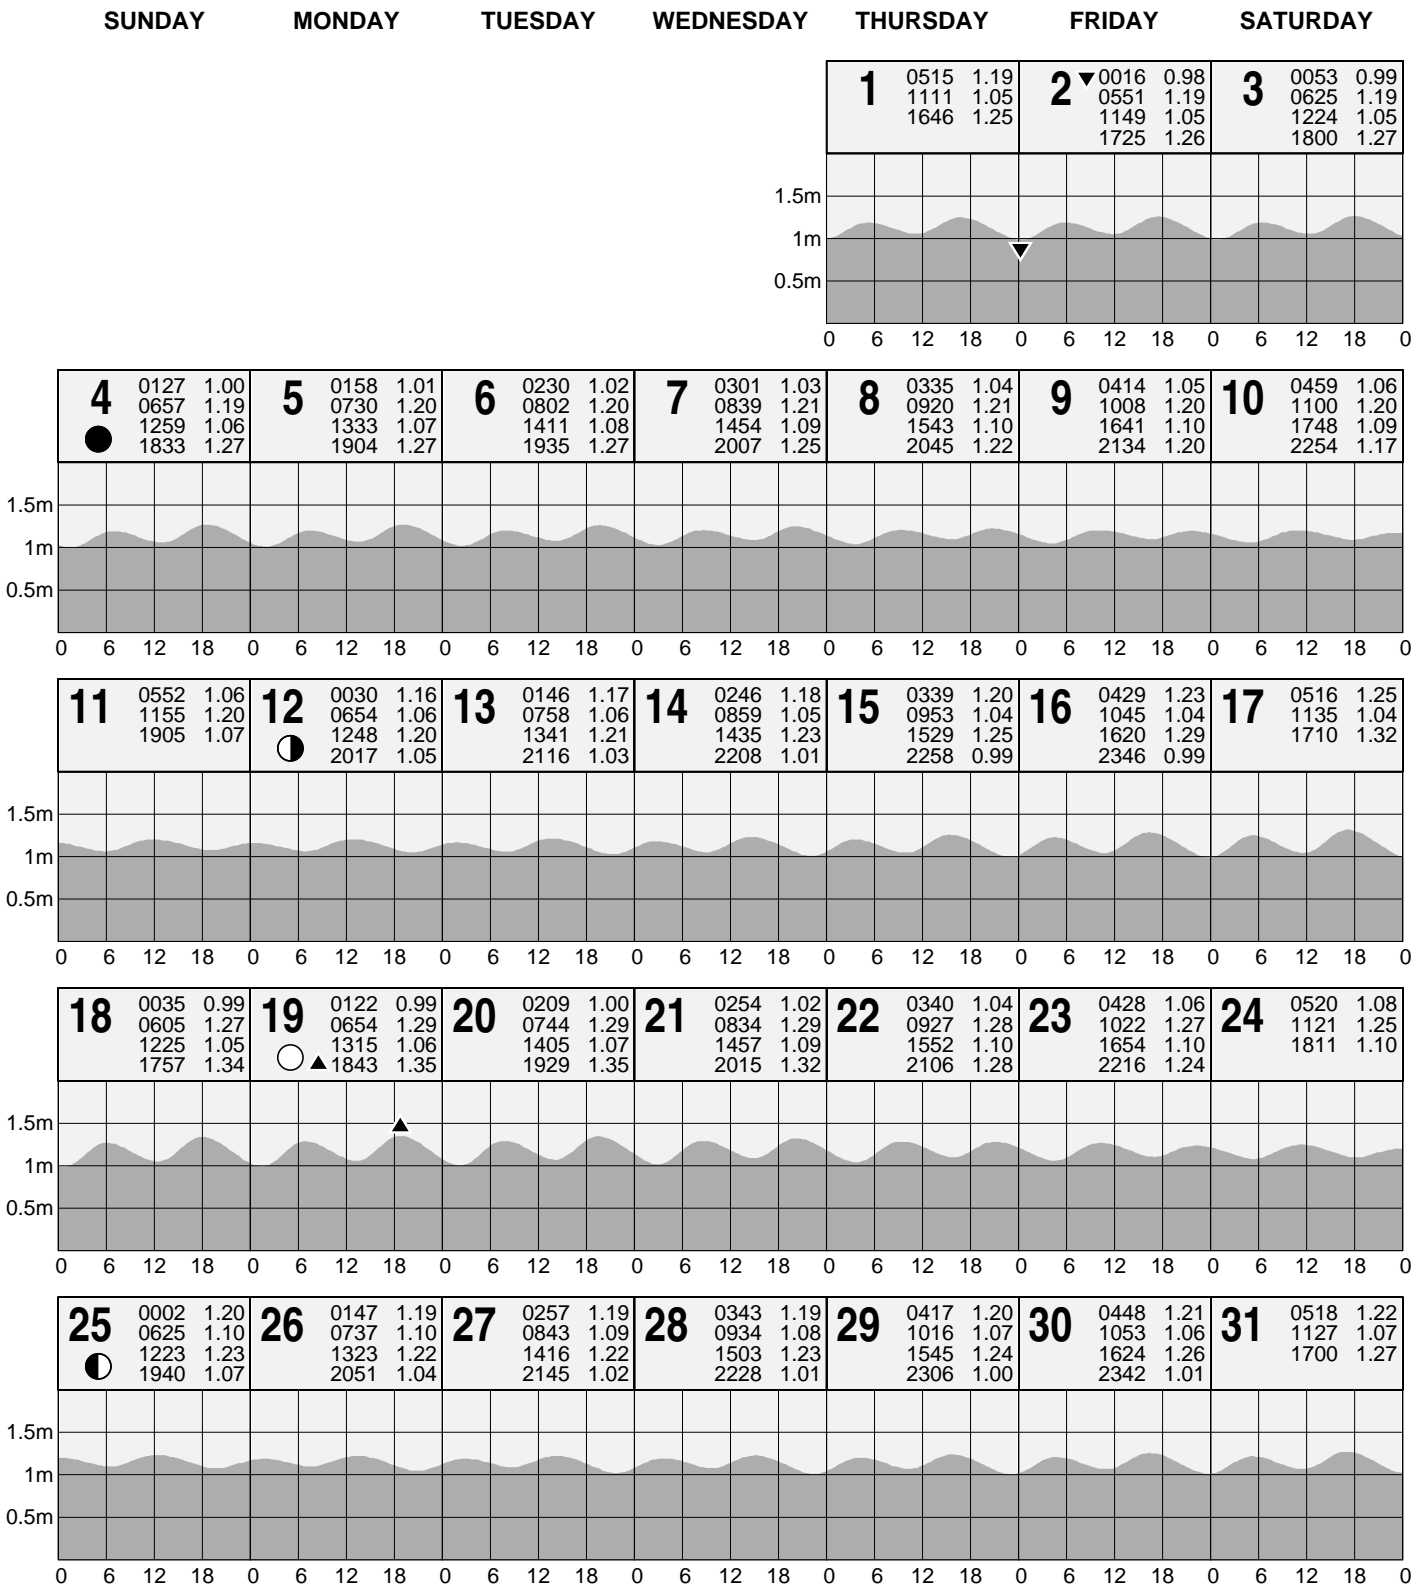 SUNDAY MONDAY TUESDAY WEDNESDAY THURSDAY FRIDAY SATURDAY
1 0515 1.19
1111 1.05
1646 1.25
2 0016 0.98
0551 1.19
1149 1.05
1725 1.26
3 0053 0.99
0625 1.19
1224 1.05
1800 1.27
1.5m
1m
0.5m
0 6 12 18 0 6 12 18 0 6 12 18 0
4 0127 1.00
0657 1.19
1259 1.06
1833 1.27
5 0158 1.01
0730 1.20
1333 1.07
1904 1.27
6 0230 1.02
0802 1.20
1411 1.08
1935 1.27
7 0301 1.03
0839 1.21
1454 1.09
2007 1.25
8 0335 1.04
0920 1.21
1543 1.10
2045 1.22
9 0414 1.05
1008 1.20
1641 1.10
2134 1.20
10 0459 1.06
1100 1.20
1748 1.09
2254 1.17
1.5m
1m
0.5m
0 6 12 18 0 6 12 18 0 6 12 18 0 6 12 18 0 6 12 18 0 6 12 18 0 6 12 18 0
11 0552 1.06
1155 1.20
1905 1.07
12 0030 1.16
0654 1.06
1248 1.20
2017 1.05
13 0146 1.17
0758 1.06
1341 1.21
2116 1.03
14 0246 1.18
0859 1.05
1435 1.23
2208 1.01
15 0339 1.20
0953 1.04
1529 1.25
2258 0.99
16 0429 1.23
1045 1.04
1620 1.29
2346 0.99
17 0516 1.25
1135 1.04
1710 1.32
1.5m
1m
0.5m
0 6 12 18 0 6 12 18 0 6 12 18 0 6 12 18 0 6 12 18 0 6 12 18 0 6 12 18 0
18 0035 0.99
0605 1.27
1225 1.05
1757 1.34
19 0122 0.99
0654 1.29
1315 1.06
1843 1.35
20 0209 1.00
0744 1.29
1405 1.07
1929 1.35
21 0254 1.02
0834 1.29
1457 1.09
2015 1.32
22 0340 1.04
0927 1.28
1552 1.10
2106 1.28
23 0428 1.06
1022 1.27
1654 1.10
2216 1.24
24 0520 1.08
1121 1.25
1811 1.10
1.5m
1m
0.5m
0 6 12 18 0 6 12 18 0 6 12 18 0 6 12 18 0 6 12 18 0 6 12 18 0 6 12 18 0
25 0002 1.20
0625 1.10
1223 1.23
1940 1.07
26 0147 1.19
0737 1.10
1323 1.22
2051 1.04
27 0257 1.19
0843 1.09
1416 1.22
2145 1.02
28 0343 1.19
0934 1.08
1503 1.23
2228 1.01
29 0417 1.20
1016 1.07
1545 1.24
2306 1.00
30 0448 1.21
1053 1.06
1624 1.26
2342 1.01
31 0518 1.22
1127 1.07
1700 1.27
1.5m
1m
0.5m
0 6 12 18 0 6 12 18 0 6 12 18 0 6 12 18 0 6 12 18 0 6 12 18 0 6 12 18 0